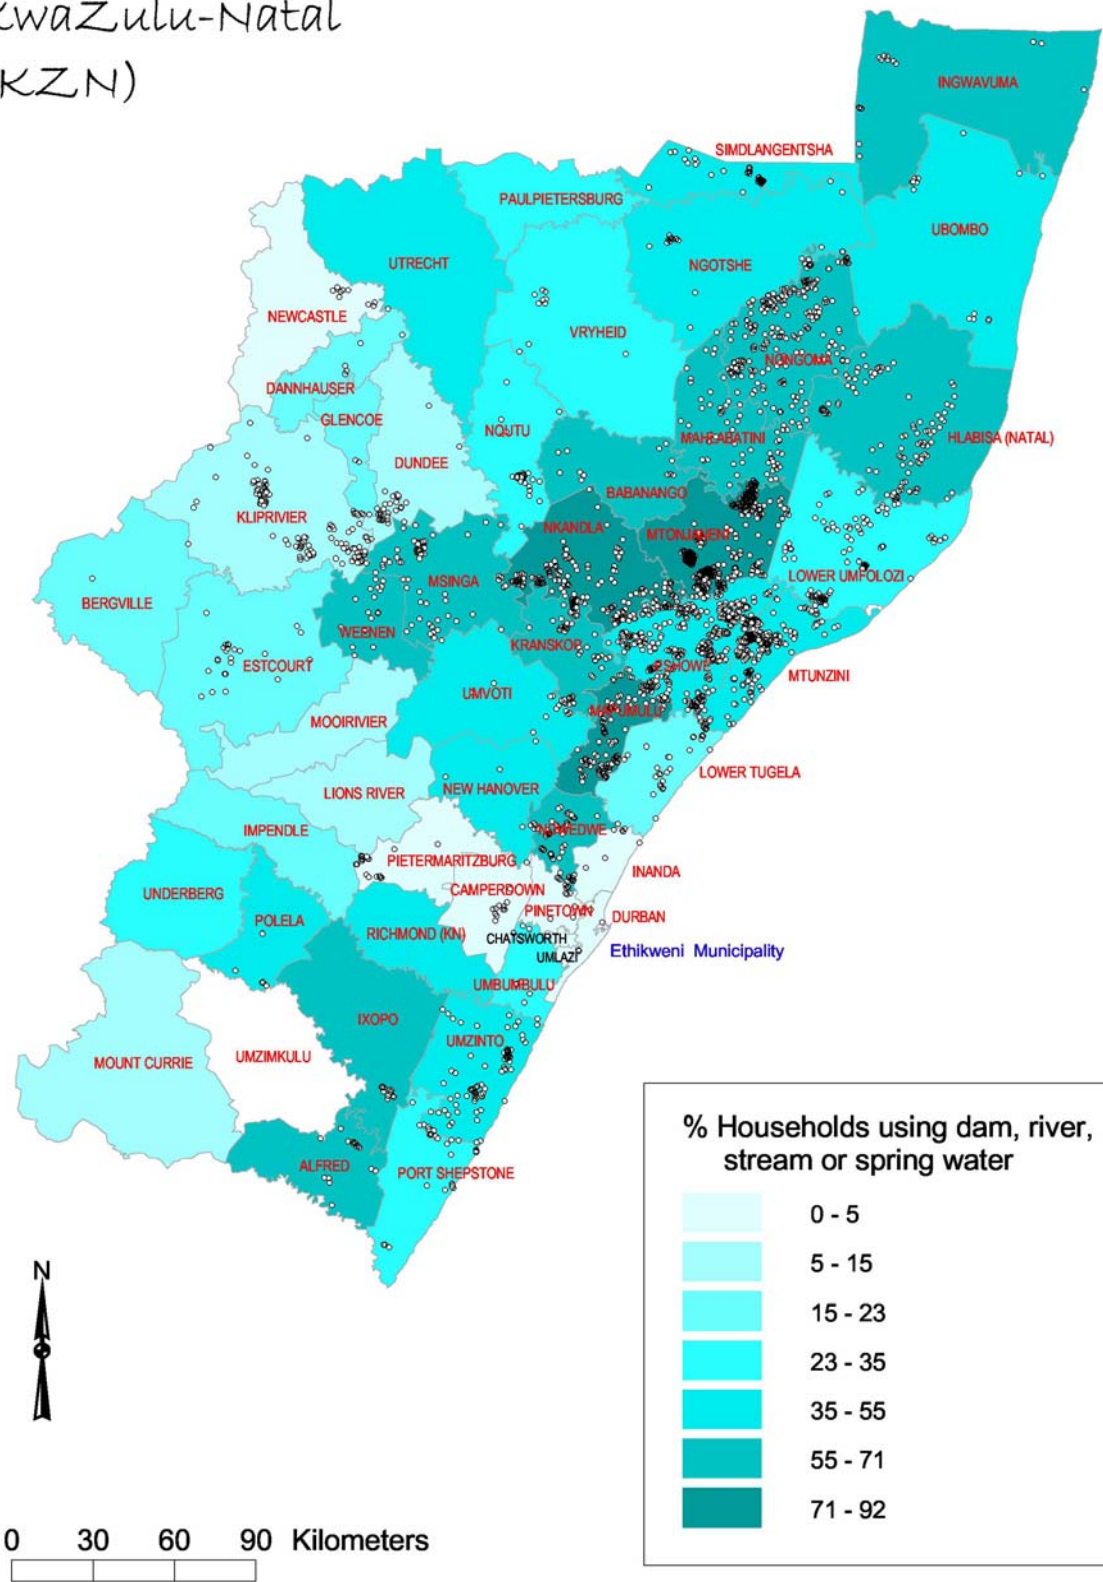 KwaZulu-Natal
KZN)
INGWAVUMA
SIMDLANGENTSHA
PAULPIETERSBURG
UBOMBO
UTRECHT
NGOTSHE
NEWCASTLE
VRYHEID
NONGOMA
DANNHAUSER
GLENCOE
NQUTU
MAHLABATINI
HLABISA (NATAL)
DUNDEE
BABANANGO
KLIPRIVIER
NKANDLA
MTONJANENI
LOWER UMFOLOZI
MSINGA
BERGVILLE
WEENEN
KRANSKOP
ESTCOURT
ESHOWE
MTUNZINI
UMVOTI
MAPUMULU
MOOIRIVIER
LOWER TUGELA
LIONS RIVER
NEW HANOVER
IMPENDLE
NDWEDWE
PIETERMARITZBURG
INANDA
UNDERBERG
CAMPERDOWN
PINETOWN
DURBAN
POLELA
RICHMOND (KN)
CHATSWORTH
UMLAZI
Ethikweni Municipality
UMBUMBULU
IXOPO
UMZINTO
MOUNT CURRIE
UMZIMKULU
ALFRED
PORT SHEPSTONE
% Households using dam, river,
stream or spring water
0 - 5
5 - 15
15 - 23
23 - 35
35 - 55
55 - 71
71 - 92
N
0 30 60 90 Kilometers